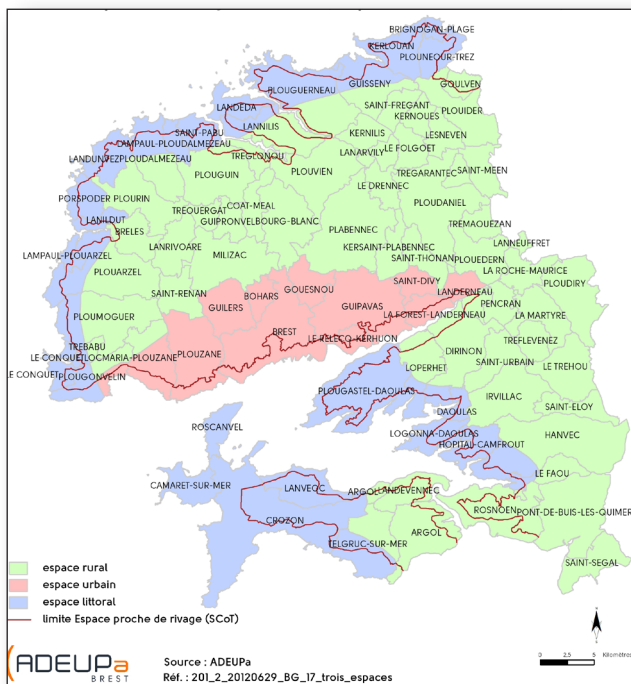 BRIGNOGAN-PLAGE
KERLOUAN
PLOUNEOUR-TREZ
GUISSENY
GOULVEN
PLOUGUERNEAU
SAINT-FREGANT
PLOUIDER
LANDEDA
KERNOUES
LANNILIS
KERNILIS
LESNEVEN
SAINT-PABU
LAMPAUL-PLOUDALMEZEAU
LANARVILY
LE FOLGOET
LANDUNVEZ
PLOUDALMEZEAU
TREGLONOU
PLOUVIEN
TREGARANTEC
SAINT-MEEN
PLOUGUIN
LE DRENNEC
PORSPODER
PLOURIN
COAT-MEAL
PLOUDANIEL
TREOUERGAT
LANILDUT
GUIPRONVEL
BOURG-BLANC
TREMAOUEZAN
BRELES
PLABENNEC
LANNEUFFRET
LANRIVOARE
KERSAINT-PLABENNEC
LAMPAUL-PLOUARZEL
MILIZAC
SAINT-THONAN
PLOUEDERN
PLOUARZEL
LA ROCHE-MAURICE
SAINT-DIVY
PLOUDIRY
GOUESNOU
LANDERNEAU
SAINT-RENAN
BOHARS
PENCRAN
GUILERS
GUIPAVAS
PLOUMOGUER
LA FOREST-LANDERNEAU
LA MARTYRE
BREST
LE RELECQ-KERHUON
TREFLEVENEZ
TREBABU
DIRINON
PLOUZANE
LE CONQUET
LOCMARIA-PLOUZANE
SAINT-URBAIN
LE TREHOU
LOPERHET
LE CONQUET
PLOUGONVELIN
PLOUGASTEL-DAOULAS
IRVILLAC
SAINT-ELOY
DAOULAS
ROSCANVEL
LOGONNA-DAOULAS
HANVEC
HOPITAL-CAMFROUT
LE FAOU
CAMARET-SUR-MER
LANVEOC
ARGOL
LANDEVENNEC
ROSNOEN
PONT-DE-BUIS-LES-QUIMER
CROZON
ARGOL
TELGRUC-SUR-MER
SAINT-SEGAL
espace rural
espace urbain
espace littoral
limite Espace proche de rivage (SCoT)
0 2,5 5 Kilomètres
ADEUPa
BREST
Source : ADEUPa
Réf. : 201_2_20120629_BG_17_trois_espaces